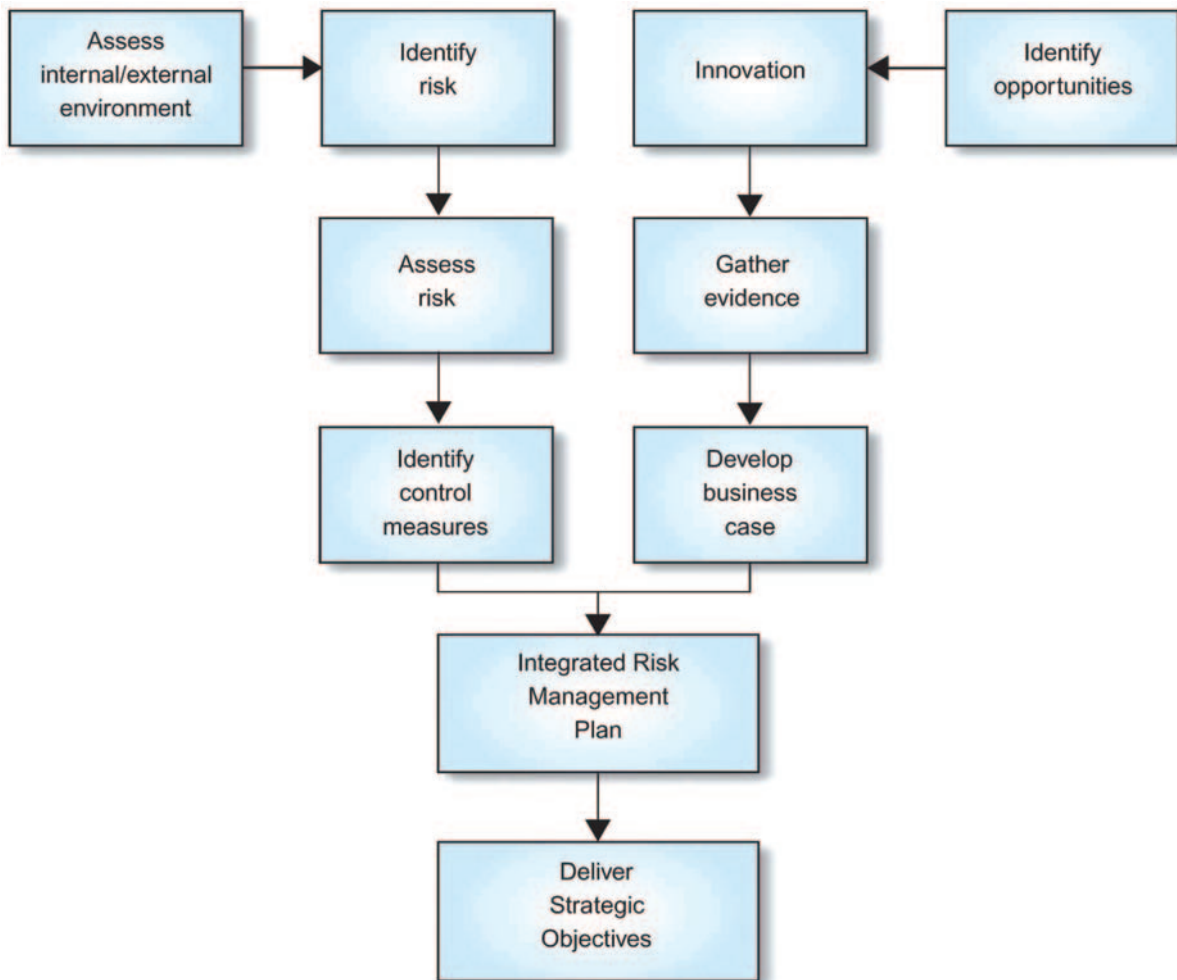 Assess
internal/external
environment
Identify
risk
Innovation
Identify
opportunities
Assess
risk
Gather
evidence
Identify
control
measures
Develop
business
case
Integrated Risk
Management
Plan
Deliver
Strategic
Objectives